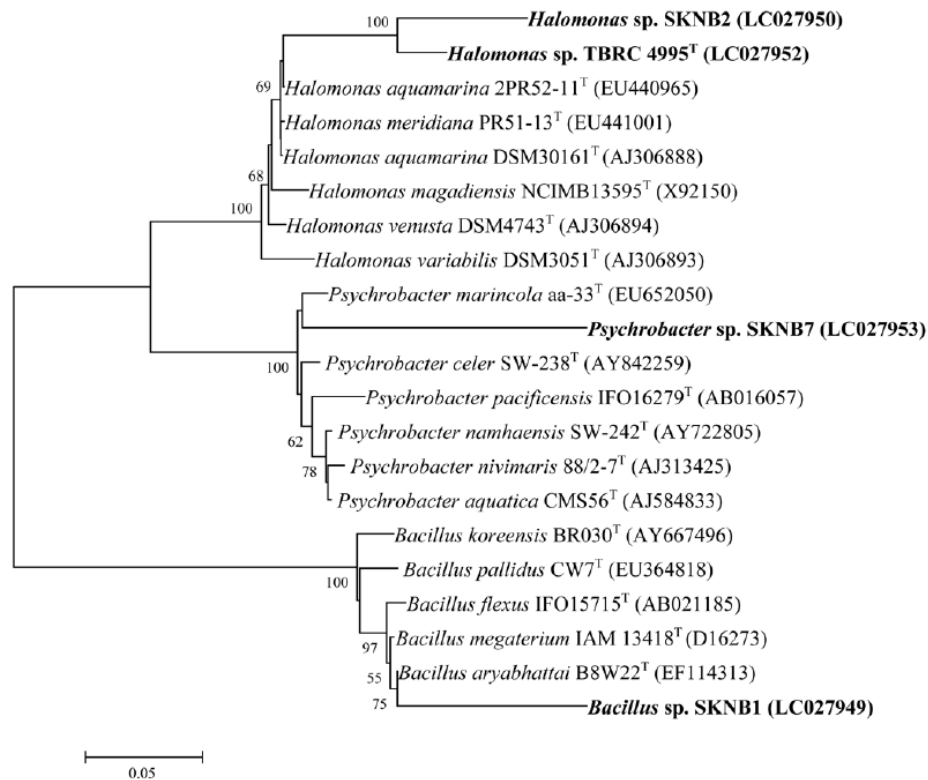 100
Halomonas sp. SKNB2 (LC027950)
Halomonas sp. TBRC 4995ᵀ (LC027952)
69
Halomonas aquamarina 2PR52-11ᵀ (EU440965)
Halomonas meridiana PR51-13ᵀ (EU441001)
Halomonas aquamarina DSM30161ᵀ (AJ306888)
68
Halomonas magadiensis NCIMB13595ᵀ (X92150)
100
Halomonas venusta DSM4743ᵀ (AJ306894)
Halomonas variabilis DSM3051ᵀ (AJ306893)
Psychrobacter marincola aa-33ᵀ (EU652050)
Psychrobacter sp. SKNB7 (LC027953)
100
Psychrobacter celer SW-238ᵀ (AY842259)
Psychrobacter pacificensis IFO16279ᵀ (AB016057)
62
Psychrobacter namhaensis SW-242ᵀ (AY722805)
78
Psychrobacter nivimaris 88/2-7ᵀ (AJ313425)
Psychrobacter aquatica CMS56ᵀ (AJ584833)
Bacillus koreensis BR030ᵀ (AY667496)
100
Bacillus pallidus CW7ᵀ (EU364818)
Bacillus flexus IFO15715ᵀ (AB021185)
97
Bacillus megaterium IAM 13418ᵀ (D16273)
55
Bacillus aryabhattai B8W22ᵀ (EF114313)
75
Bacillus sp. SKNB1 (LC027949)
0.05